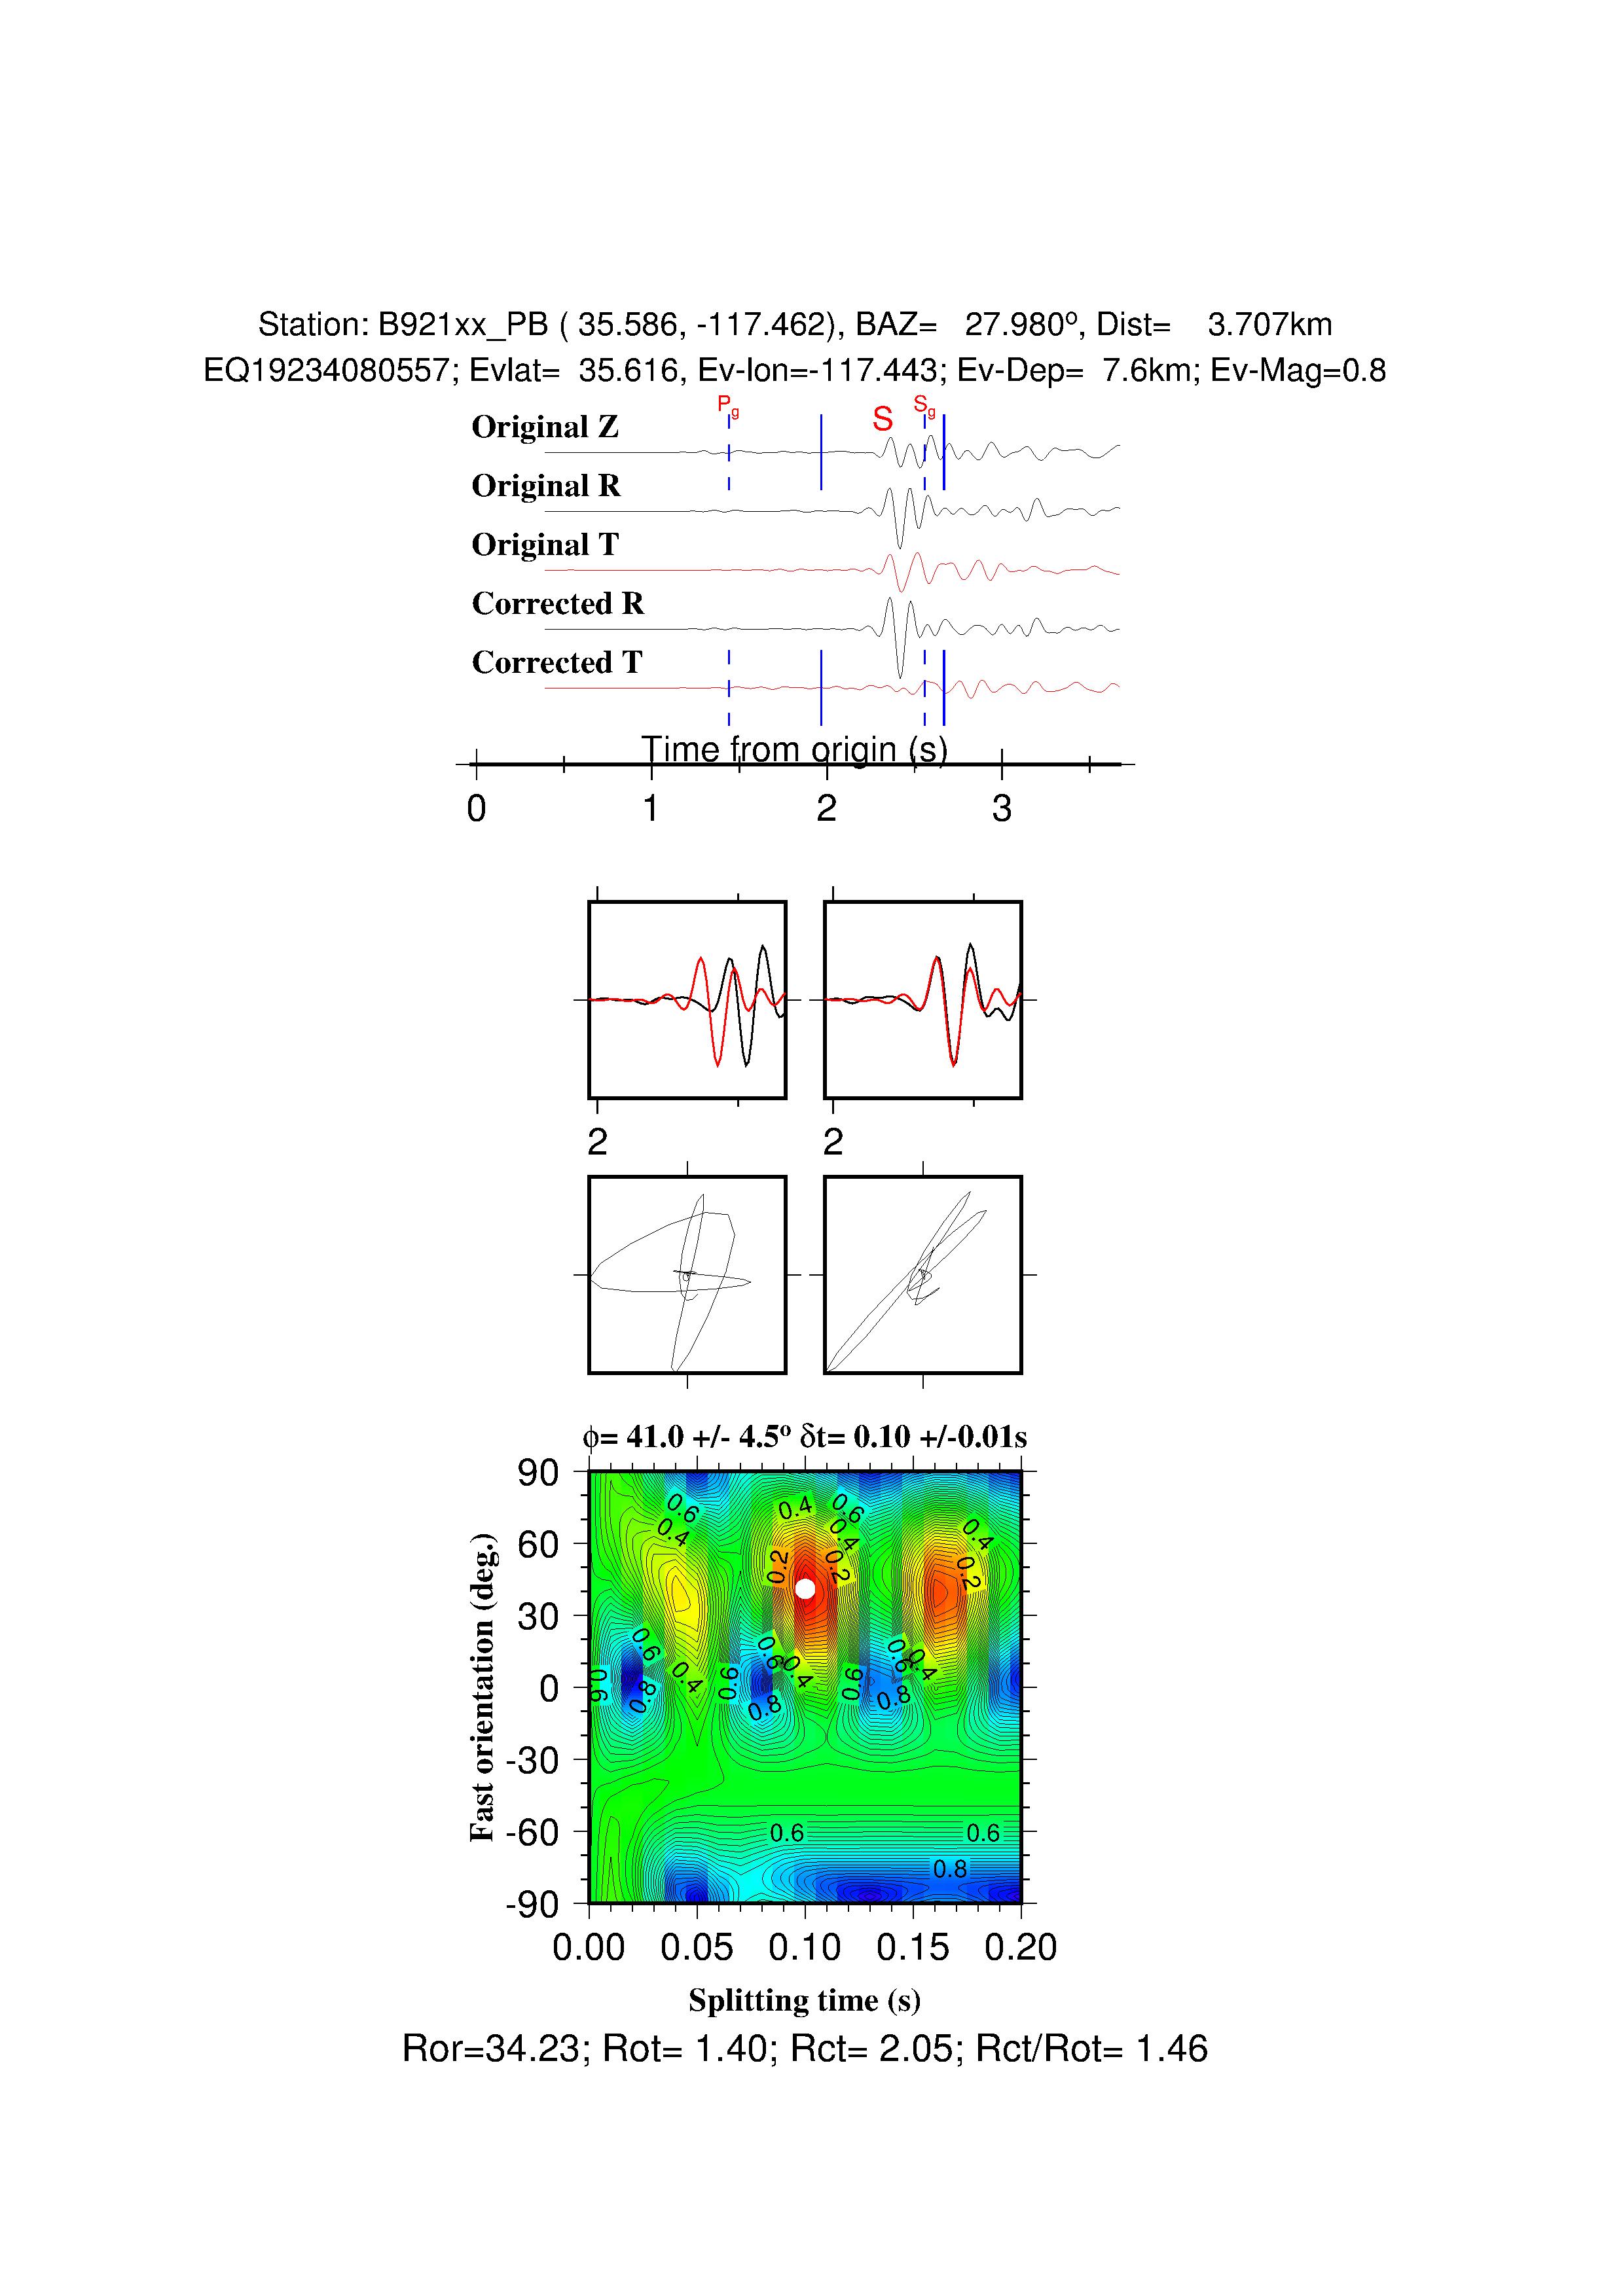 Station: B921xx_PB ( 35.586, -117.462), BAZ= 27.980º, Dist= 3.707km
EQ19234080557; Evlat= 35.616, Ev-lon=-117.443; Ev-Dep= 7.6km; Ev-Mag=0.8
Pg S Sg
Original Z
Original R
Original T
Corrected R
Corrected T
Time from origin (s)
0 1 2 3
2 2
ϕ= 41.0 +/- 4.5º δt= 0.10 +/-0.01s
Fast orientation (deg.)
90
60
30
0
-30
-60
-90
0.6 0.4 0.6
0.4 0.4 0.4
0.2 0.2 0.2
0.6 0.6 0.6
0.6 0.4 0.6 0.4 0.6 0.4
0.8 0.8 0.8
0.6 0.6
0.8
0.00 0.05 0.10 0.15 0.20
Splitting time (s)
Ror=34.23; Rot= 1.40; Rct= 2.05; Rct/Rot= 1.46